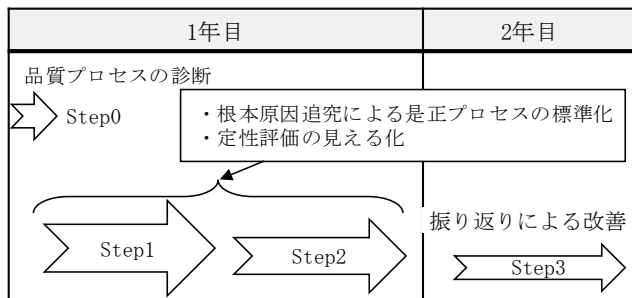 1年目
2年目
品質プロセスの診断
Step0
・根本原因追究による是正プロセスの標準化
・定性評価の見える化
Step1
Step2
振り返りによる改善
Step3